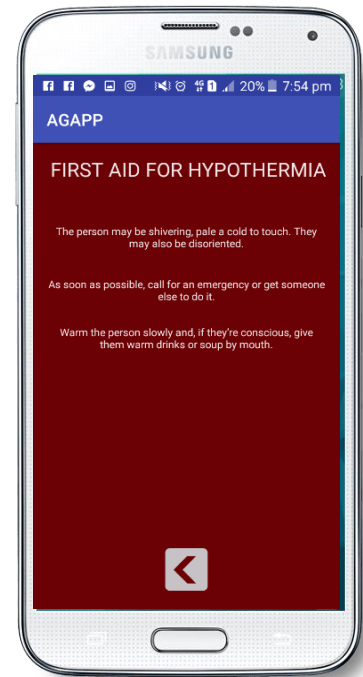 SAMSUNG
4G 1 20% 7:54 pm
AGAPP
FIRST AID FOR HYPOTHERMIA
The person may be shivering, pale a cold to touch. They
may also be disoriented.
As soon as possible, call for an emergency or get someone
else to do it.
Warm the person slowly and, if they're conscious, give
them warm drinks or soup by mouth.